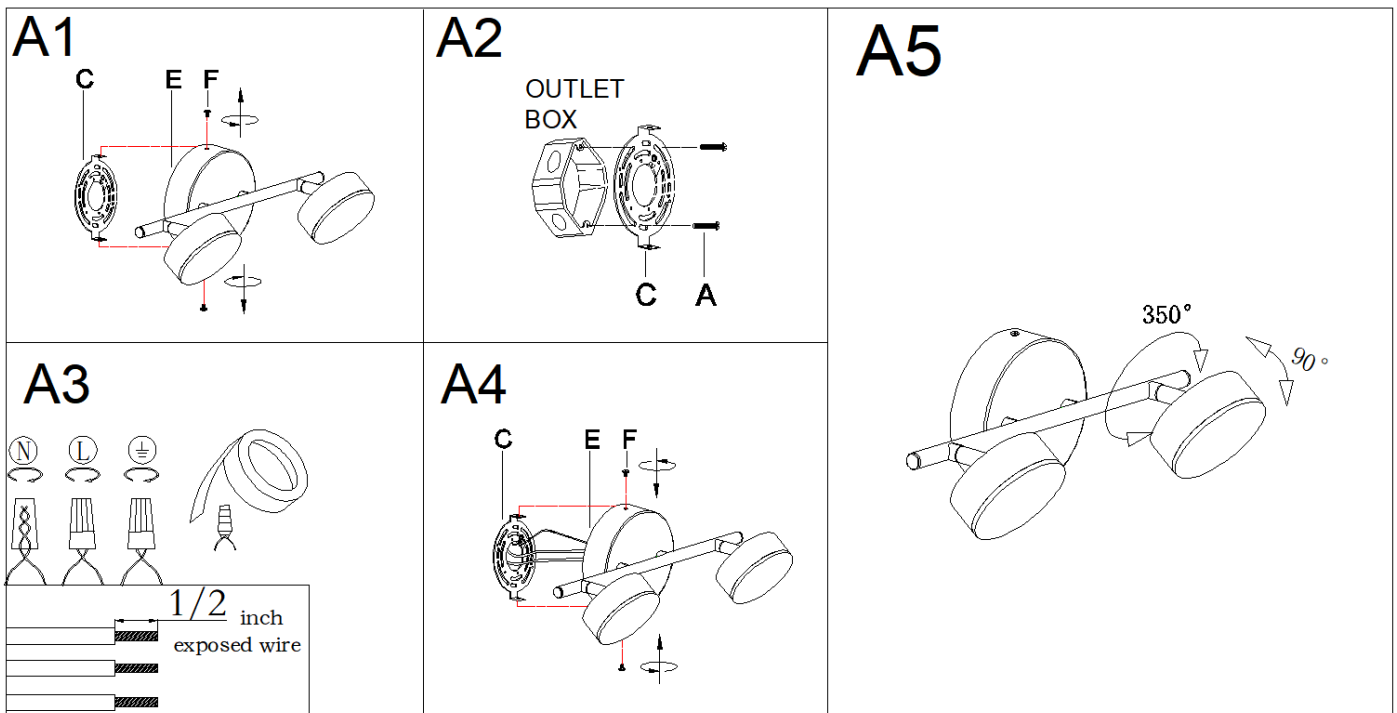 A1
C E F
A2
OUTLET
BOX
C A
A3
N L
1/2 inch
exposed wire
A4
C E F
A5
350°
90°